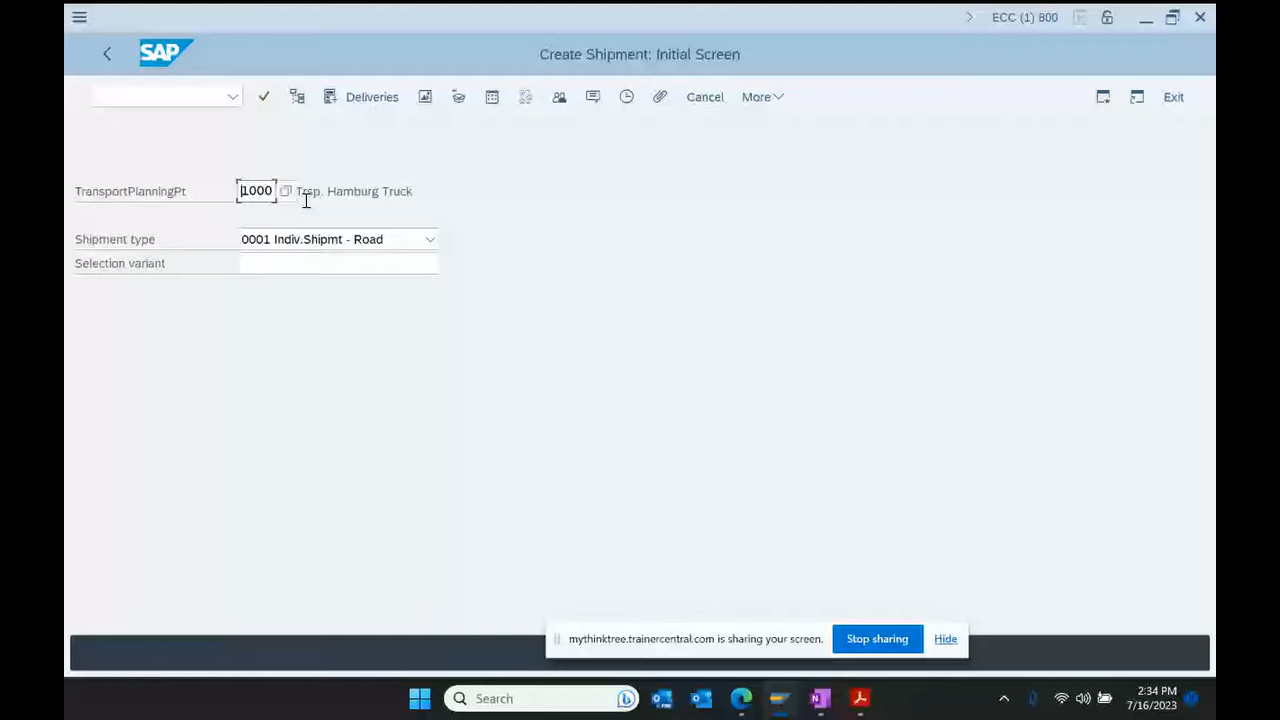 ECC (1) 800
SAP
Create Shipment: Initial Screen
Deliveries
Cancel
More
Exit
TransportPlanningPt 1000 Trsp. Hamburg Truck
Shipment type 0001 Indiv.Shipmt - Road
Selection variant
mythinktree.trainercentral.com is sharing your screen. Stop sharing Hide
Search
2:34 PM
7/16/2023